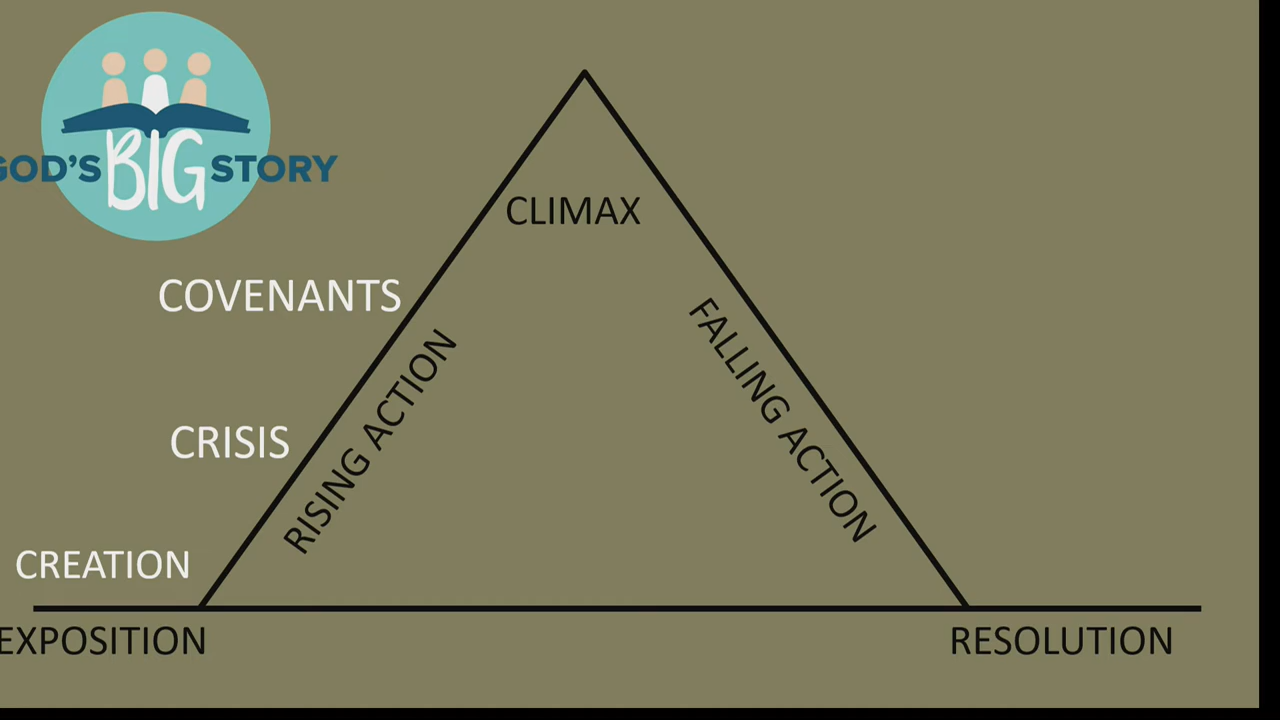 GOD'S BIG STORY
CLIMAX
COVENANTS
RISING ACTION
FALLING ACTION
CRISIS
CREATION
EXPOSITION
RESOLUTION